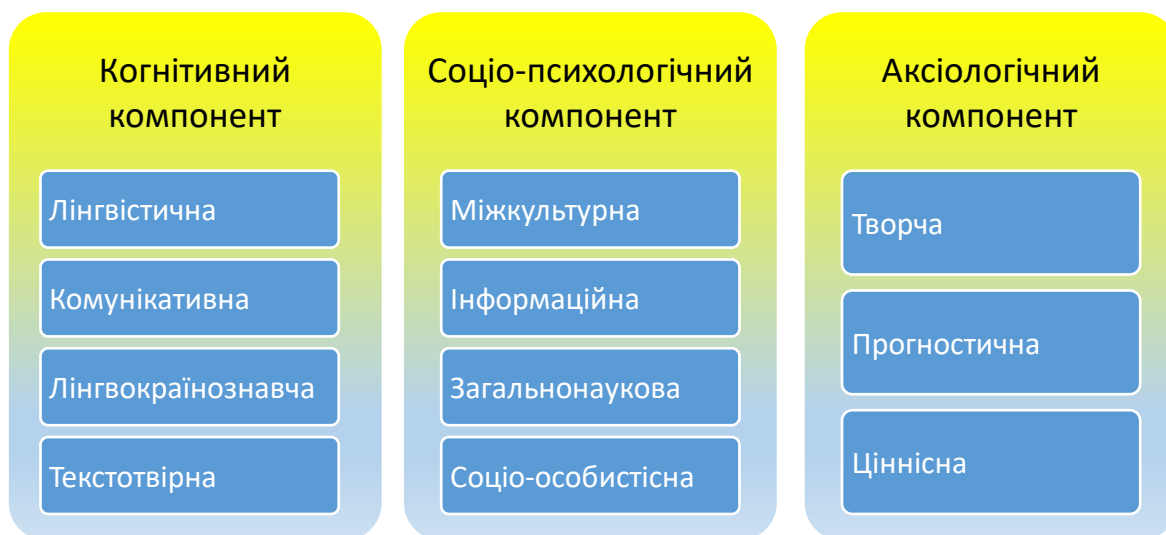 Когнітивний
компонент
Лінгвістична
Комунікативна
Лінгвокраїнознавча
Текстотвірна
Соціо-психологічний
компонент
Міжкультурна
Інформаційна
Загальнонаукова
Соціо-особистісна
Аксіологічний
компонент
Творча
Прогностична
Ціннісна